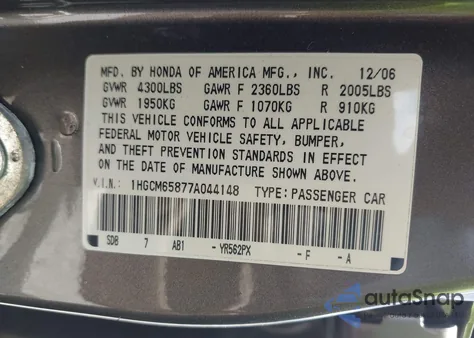 MFD. BY HONDA OF AMERICA MFG., INC. 12/06
GVWR 4300LBS GAWR F 2360LBS R 2005LBS
GVWR 1950KG GAWR F 1070KG R 910KG
THIS VEHICLE CONFORMS TO ALL APPLICABLE
FEDERAL MOTOR VEHICLE SAFETY, BUMPER,
AND THEFT PREVENTION STANDARDS IN EFFECT
ON THE DATE OF MANUFACTURE SHOWN ABOVE.
V.I.N.: 1HGCM65877A044148 TYPE:PASSENGER CAR
SDB 7 AB1 -YR562PX -F -A
autoSnap